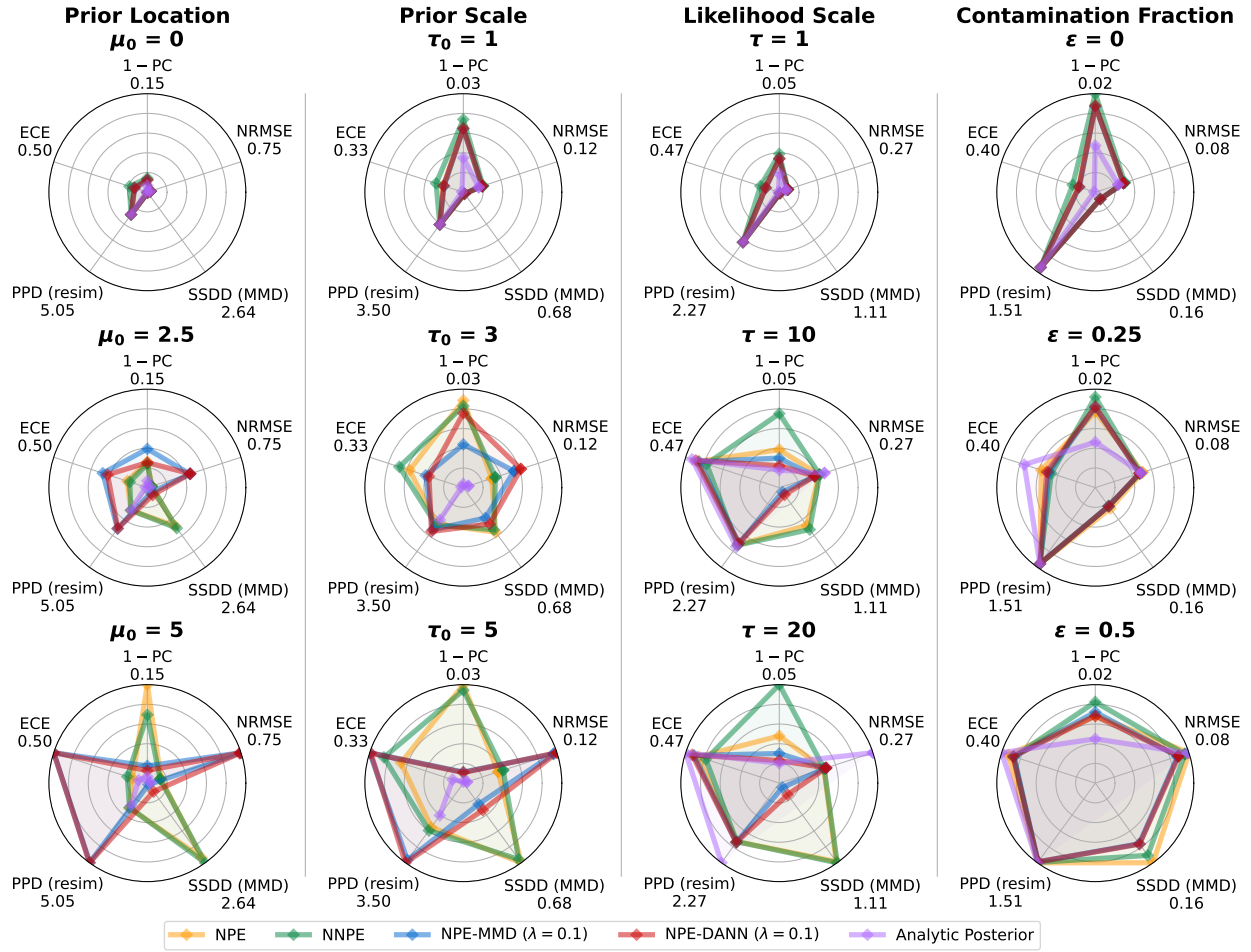 Prior Location
Prior Scale
Likelihood Scale
Contamination Fraction
μ₀ = 0
τ₀ = 1
τ = 1
ε = 0
1 − PC
0.15
NRMSE
0.75
SSDD (MMD)
2.64
PPD (resim)
5.05
ECE
0.50
1 − PC
0.03
NRMSE
0.12
SSDD (MMD)
0.68
PPD (resim)
3.50
ECE
0.33
1 − PC
0.05
NRMSE
0.27
SSDD (MMD)
1.11
PPD (resim)
2.27
ECE
0.47
1 − PC
0.02
NRMSE
0.08
SSDD (MMD)
0.16
PPD (resim)
1.51
ECE
0.40
μ₀ = 2.5
τ₀ = 3
τ = 10
ε = 0.25
1 − PC
0.15
NRMSE
0.75
SSDD (MMD)
2.64
PPD (resim)
5.05
ECE
0.50
1 − PC
0.03
NRMSE
0.12
SSDD (MMD)
0.68
PPD (resim)
3.50
ECE
0.33
1 − PC
0.05
NRMSE
0.27
SSDD (MMD)
1.11
PPD (resim)
2.27
ECE
0.47
1 − PC
0.02
NRMSE
0.08
SSDD (MMD)
0.16
PPD (resim)
1.51
ECE
0.40
μ₀ = 5
τ₀ = 5
τ = 20
ε = 0.5
1 − PC
0.15
NRMSE
0.75
SSDD (MMD)
2.64
PPD (resim)
5.05
ECE
0.50
1 − PC
0.03
NRMSE
0.12
SSDD (MMD)
0.68
PPD (resim)
3.50
ECE
0.33
1 − PC
0.05
NRMSE
0.27
SSDD (MMD)
1.11
PPD (resim)
2.27
ECE
0.47
1 − PC
0.02
NRMSE
0.08
SSDD (MMD)
0.16
PPD (resim)
1.51
ECE
0.40
NPE
NNPE
NPE-MMD (λ = 0.1)
NPE-DANN (λ = 0.1)
Analytic Posterior